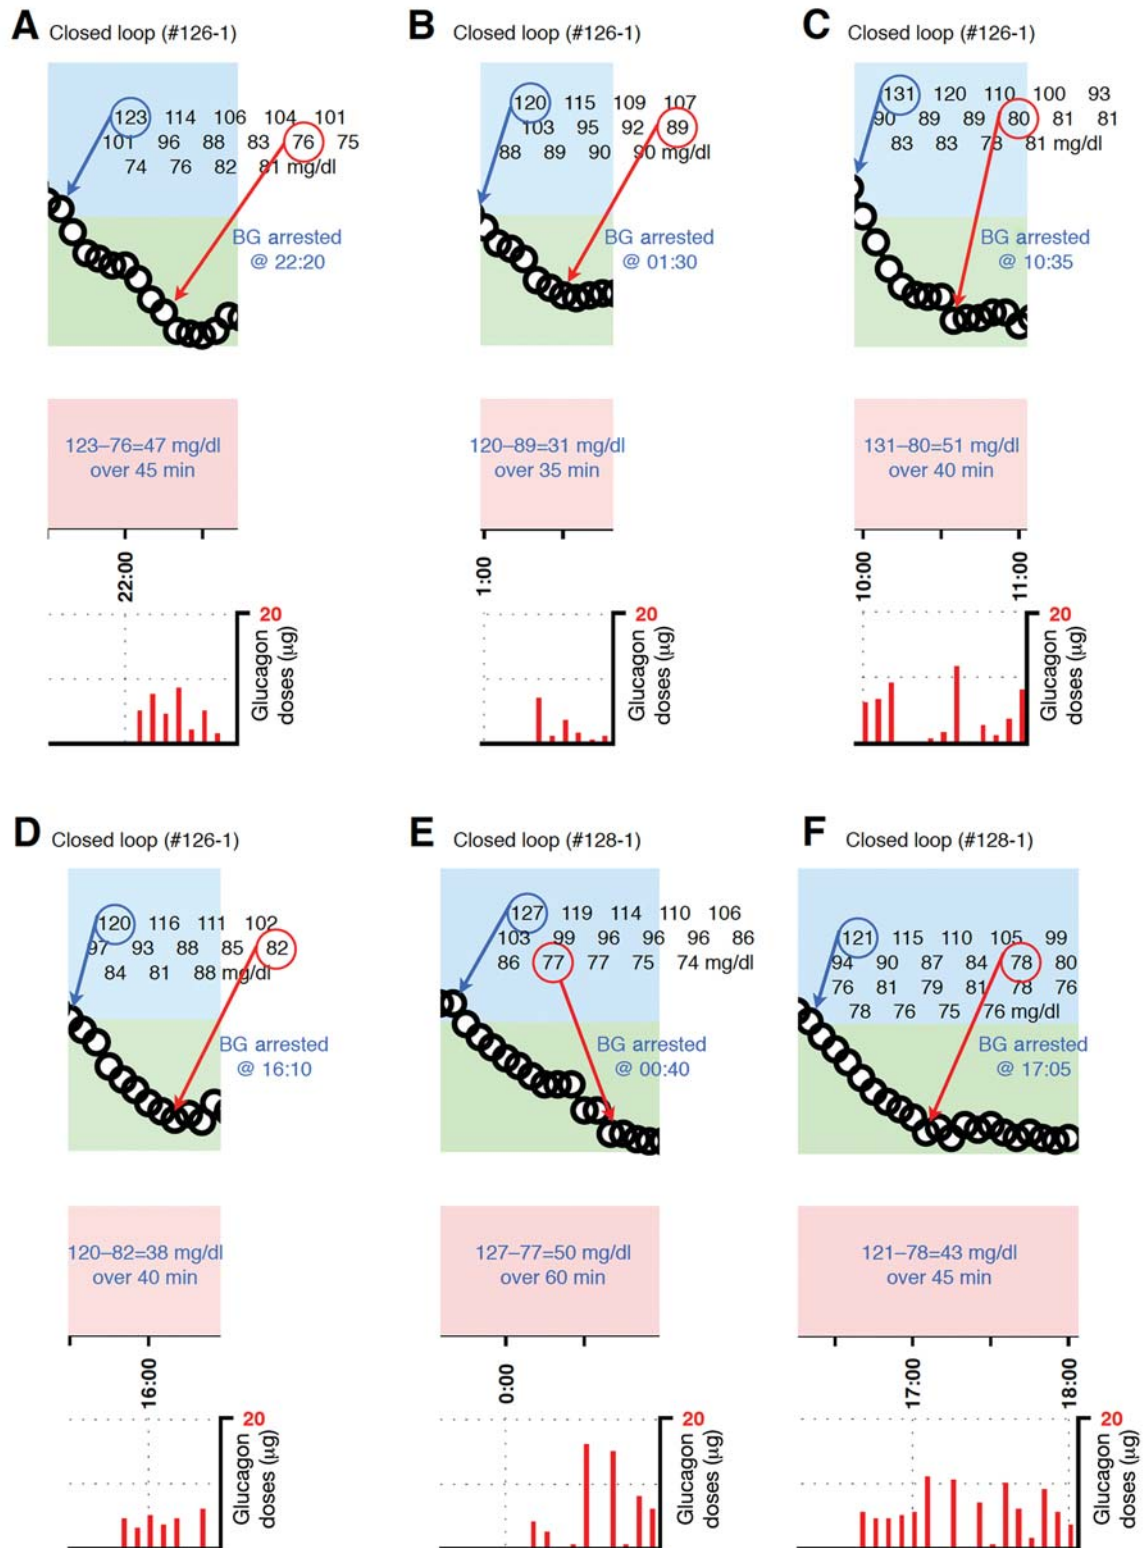 A Closed loop (#126-1)
123 114 106 104 101
101 96 88 83 76 75
74 76 82 81 mg/dl
BG arrested
@ 22:20
123–76=47 mg/dl
over 45 min
22:00
20
Glucagon
doses (µg)
B Closed loop (#126-1)
120 115 109 107
103 95 92 89
88 89 90 90 mg/dl
BG arrested
@ 01:30
120–89=31 mg/dl
over 35 min
1:00
20
Glucagon
doses (µg)
C Closed loop (#126-1)
131 120 110 100 93
90 89 89 80 81 81
83 83 78 81 mg/dl
BG arrested
@ 10:35
131–80=51 mg/dl
over 40 min
10:00
11:00
20
Glucagon
doses (µg)
D Closed loop (#126-1)
120 116 111 102
97 93 88 85 82
84 81 88 mg/dl
BG arrested
@ 16:10
120–82=38 mg/dl
over 40 min
16:00
20
Glucagon
doses (µg)
E Closed loop (#128-1)
127 119 114 110 106
103 99 96 96 96 86
86 77 77 75 74 mg/dl
BG arrested
@ 00:40
127–77=50 mg/dl
over 60 min
0:00
20
Glucagon
doses (µg)
F Closed loop (#128-1)
121 115 110 105 99
94 90 87 84 78 80
76 81 79 81 78 76
78 76 75 76 mg/dl
BG arrested
@ 17:05
121–78=43 mg/dl
over 45 min
17:00
18:00
20
Glucagon
doses (µg)